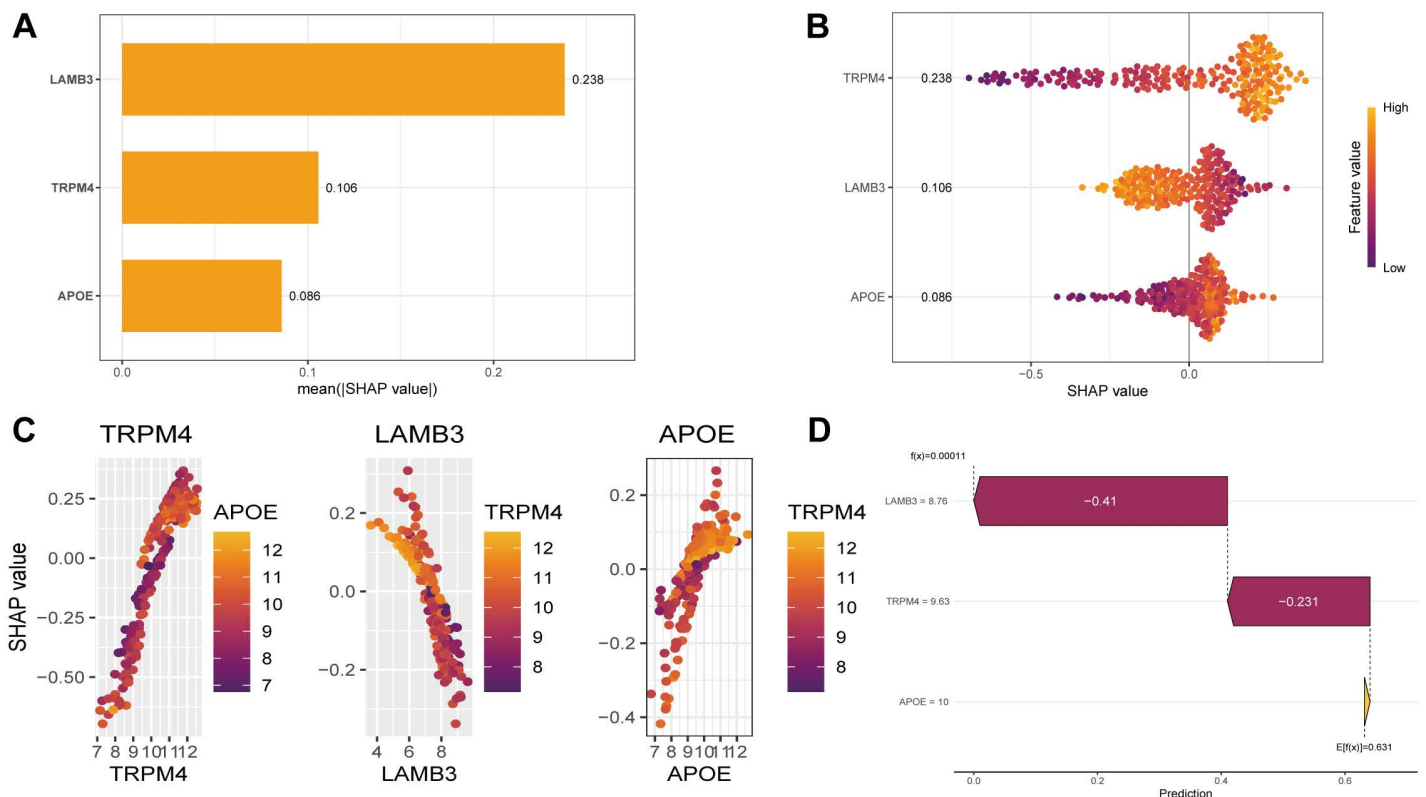 A
LAMB3
0.238
TRPM4
0.106
APOE
0.086
0.0 0.1 0.2
mean(|SHAP value|)
B
TRPM4 0.238
LAMB3 0.106
APOE 0.086
−0.5 0.0
SHAP value
High
Low
Feature value
C
SHAP value
TRPM4
0.25
0.00
−0.25
−0.50
7 8 9 10 11 12
TRPM4
APOE
12
11
10
9
8
7
LAMB3
0.2
0.0
−0.2
4 6 8
LAMB3
TRPM4
12
11
10
9
8
APOE
0.2
0.0
−0.2
−0.4
7 8 9 10 11 12
APOE
TRPM4
12
11
10
9
8
D
f(x)=0.00011
LAMB3 = 8.76
−0.41
TRPM4 = 9.63
−0.231
APOE = 10
E[f(x)]=0.631
0.0 0.2 0.4 0.6
Prediction